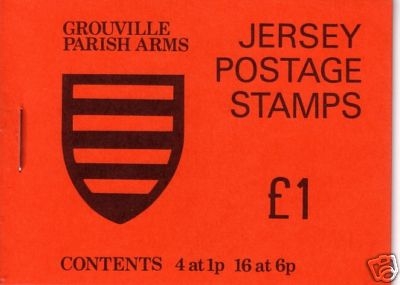 GROUVILLE
PARISH ARMS
JERSEY
POSTAGE
STAMPS
£1
CONTENTS 4 at 1p 16 at 6p